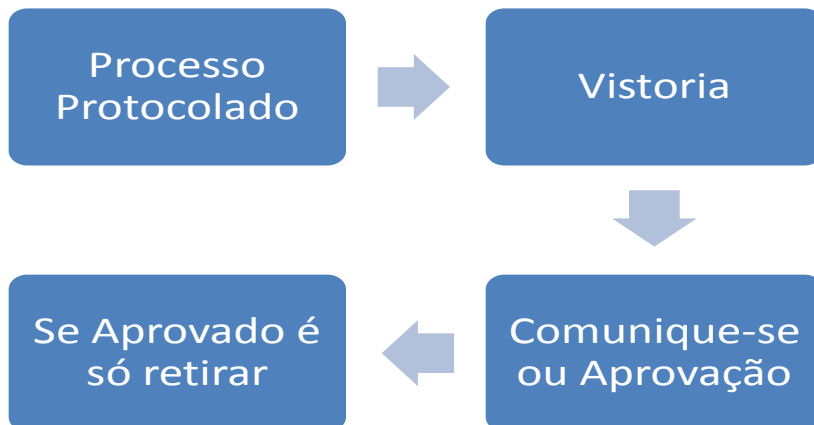 Processo
Protocolado
Vistoria
Comunique-se
ou Aprovação
Se Aprovado é
só retirar